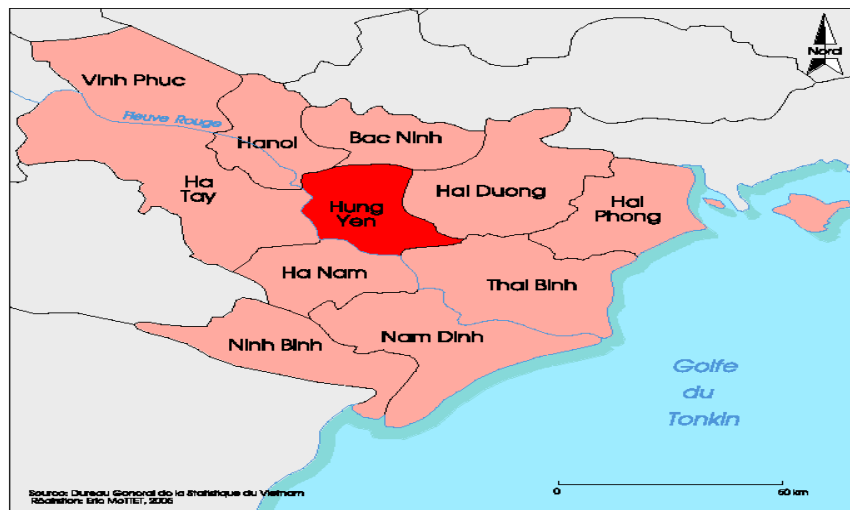 Nord
Vinh Phuc
Fleuve Rouge
Hanoi
Bac Ninh
Ha
Tay
Hung
Yen
Hai Duong
Hai
Phong
Ha Nam
Thai Binh
Ninh Binh
Nam Dinh
Golfe
du
Tonkin
Source: Bureau General de la Statistique du Vietnam
Réalisation: Eric MOTTET, 2005
0
50 km